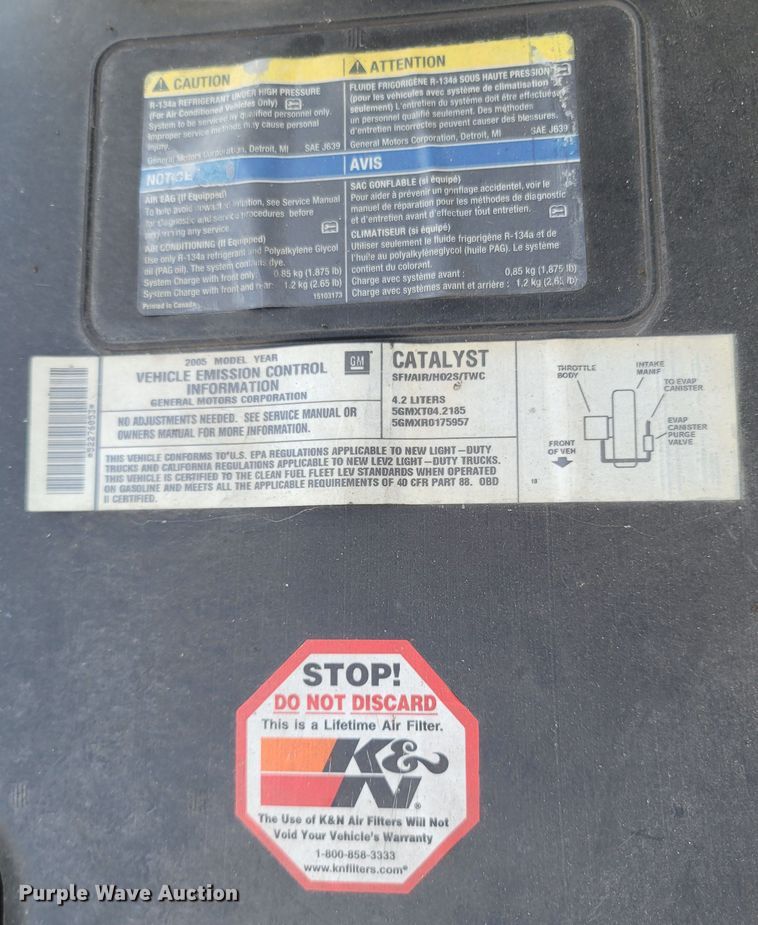 CAUTION
R-134a REFRIGERANT UNDER HIGH PRESSURE
(For Air Conditioned Vehicles Only)
System to be serviced by qualified personnel only.
Improper service methods may cause personal
injury.
General Motors Corporation, Detroit, MI SAE J639
NOTICE
AIR BAG (If Equipped)
To help avoid deployment, see Service Manual
for diagnostic and service procedures before
any service
AIR CONDITIONING (If Equipped)
Use only R-134a refrigerant and Polyalkylene Glycol
oil (PAG oil). The system contains dye.
System Charge with front only: 0.85 kg (1.875 lb)
System Charge with front and rear: 1.2 kg (2.65 lb)
Printed in Canada 15103173
ATTENTION
FLUIDE FRIGORIGÈNE R-134a SOUS HAUTE PRESSION
(pour les véhicules avec système de climatisation
seulement) L'entretien du système doit être effectué
un personnel qualifié seulement. Des méthodes
d'entretien incorrectes peuvent causer des blessures.
General Motors Corporation, Detroit, MI SAE J639
AVIS
SAC GONFLABLE (si équipé)
Pour aider à prévenir un gonflage accidentel, voir le
manuel de réparation pour les méthodes de diagnostic
et d'entretien avant d'effectuer tout entretien.
CLIMATISEUR (si équipé)
Utiliser seulement le fluide frigorigène R-134a et de
l'huile au polyalkylèneglycol (huile PAG). Le système
contient du colorant.
Charge avec système avant : 0.85 kg (1.875 lb)
Charge avec systèmes avant et arrière : 1.2 kg (2.65 lb)
2005 MODEL YEAR
VEHICLE EMISSION CONTROL
INFORMATION
GENERAL MOTORS CORPORATION
GM
NO ADJUSTMENTS NEEDED. SEE SERVICE MANUAL OR
OWNERS MANUAL FOR MORE INFORMATION.
CATALYST
SFI/AIR/HO2S/TWC
4.2 LITERS
5GMXT04.2185
5GMXR0175957
THIS VEHICLE CONFORMS TO U.S. EPA REGULATIONS APPLICABLE TO NEW LIGHT-DUTY
TRUCKS AND CALIFORNIA REGULATIONS APPLICABLE TO NEW LEV2 LIGHT-DUTY TRUCKS.
THIS VEHICLE IS CERTIFIED TO THE CLEAN FUEL FLEET LEV STANDARDS WHEN OPERATED
ON GASOLINE AND MEETS ALL THE APPLICABLE REQUIREMENTS OF 40 CFR PART 88. OBD
II CERTIFIED.
THROTTLE
BODY
INTAKE
MANIF
TO EVAP
CANISTER
EVAP
CANISTER
PURGE
VALVE
FRONT
OF VEH
18
STOP!
DO NOT DISCARD
This is a Lifetime Air Filter.
K&N®
The Use of K&N Air Filters Will Not
Void Your Vehicle's Warranty
1-800-858-3333
www.knfilters.com®
Purple Wave Auction